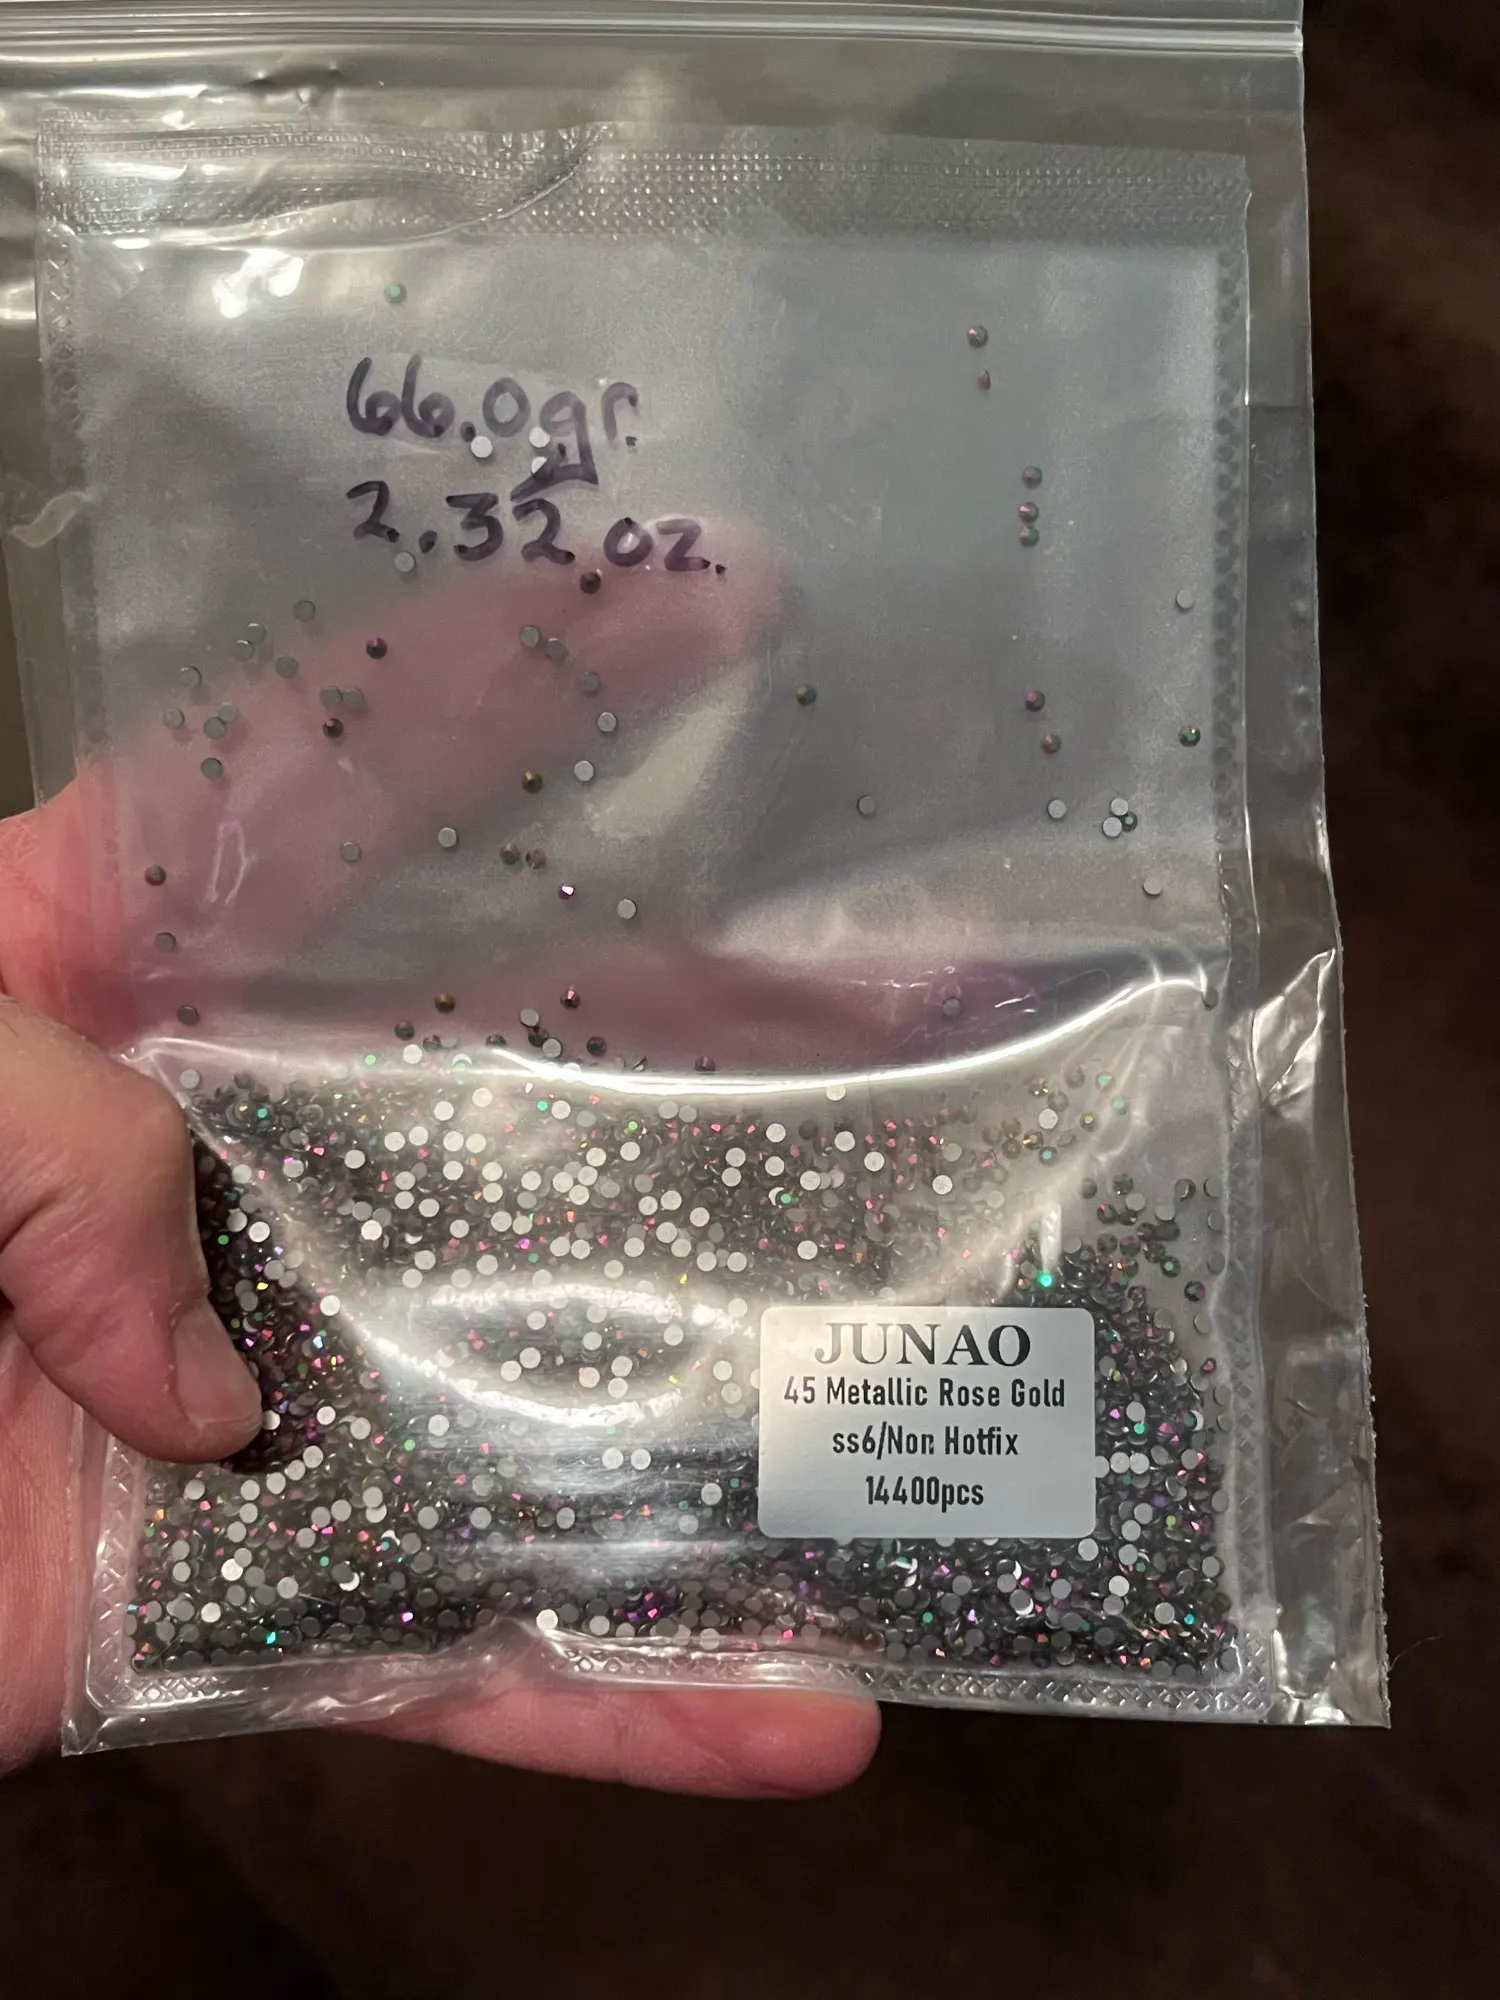 66.0gr.
2.32 oz.
JUNAO
45 Metallic Rose Gold
ss6/Non Hotfix
14400pcs